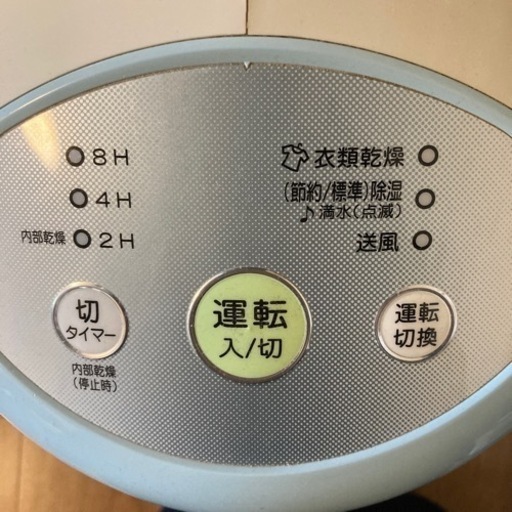 8H
4H
内部乾燥 2H
衣類乾燥
(節約/標準)除湿
♪満水(点滅)
送風
切
タイマー
内部乾燥
(停止時)
運転
入/切
運転
切換